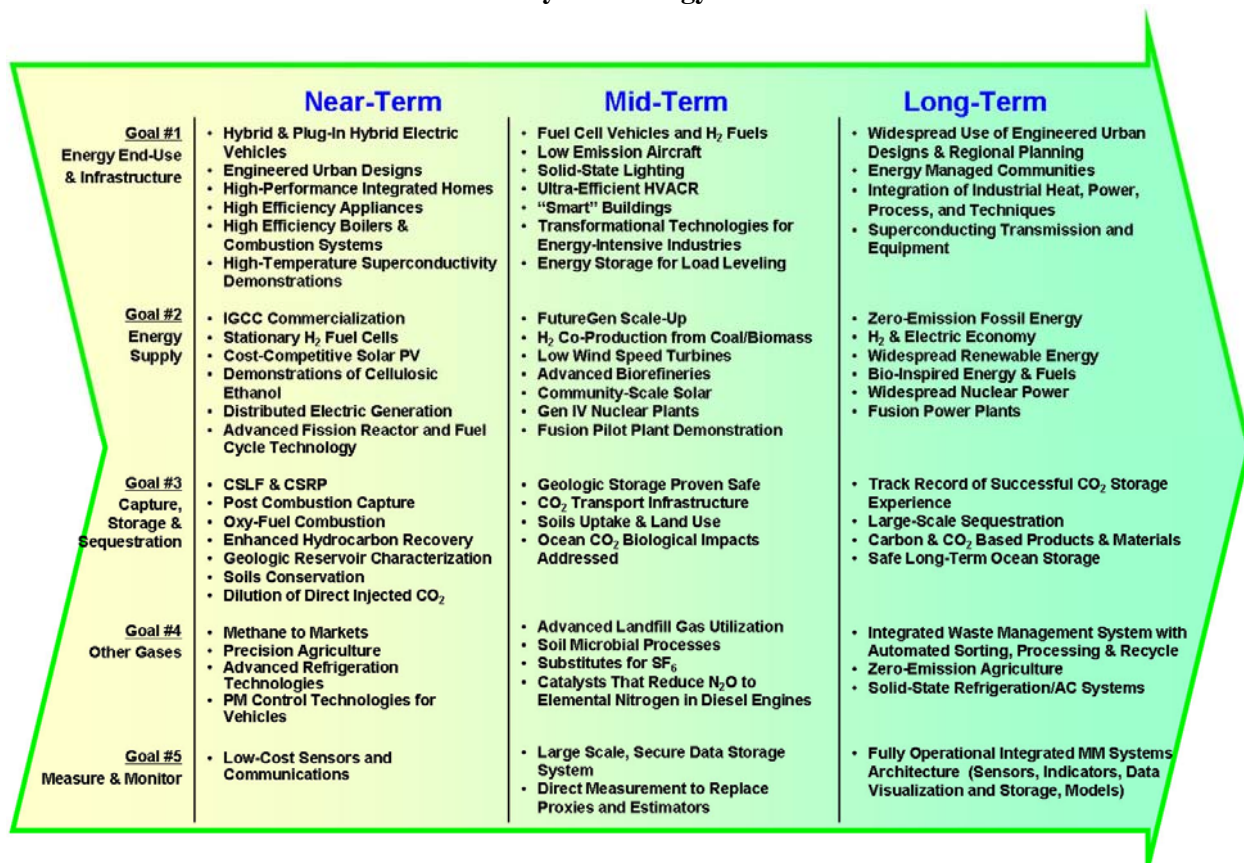 Near-Term
Mid-Term
Long-Term
Goal #1
Energy End-Use
& Infrastructure
• Hybrid & Plug-In Hybrid Electric
Vehicles
• Engineered Urban Designs
• High-Performance Integrated Homes
• High Efficiency Appliances
• High Efficiency Boilers &
Combustion Systems
• High-Temperature Superconductivity
Demonstrations
• Fuel Cell Vehicles and H₂ Fuels
• Low Emission Aircraft
• Solid-State Lighting
• Ultra-Efficient HVACR
• “Smart” Buildings
• Transformational Technologies for
Energy-Intensive Industries
• Energy Storage for Load Leveling
• Widespread Use of Engineered Urban
Designs & Regional Planning
• Energy Managed Communities
• Integration of Industrial Heat, Power,
Process, and Techniques
• Superconducting Transmission and
Equipment
Goal #2
Energy
Supply
• IGCC Commercialization
• Stationary H₂ Fuel Cells
• Cost-Competitive Solar PV
• Demonstrations of Cellulosic
Ethanol
• Distributed Electric Generation
• Advanced Fission Reactor and Fuel
Cycle Technology
• FutureGen Scale-Up
• H₂ Co-Production from Coal/Biomass
• Low Wind Speed Turbines
• Advanced Biorefineries
• Community-Scale Solar
• Gen IV Nuclear Plants
• Fusion Pilot Plant Demonstration
• Zero-Emission Fossil Energy
• H₂ & Electric Economy
• Widespread Renewable Energy
• Bio-Inspired Energy & Fuels
• Widespread Nuclear Power
• Fusion Power Plants
Goal #3
Capture,
Storage &
Sequestration
• CSLF & CSRP
• Post Combustion Capture
• Oxy-Fuel Combustion
• Enhanced Hydrocarbon Recovery
• Geologic Reservoir Characterization
• Soils Conservation
• Dilution of Direct Injected CO₂
• Geologic Storage Proven Safe
• CO₂ Transport Infrastructure
• Soils Uptake & Land Use
• Ocean CO₂ Biological Impacts
Addressed
• Track Record of Successful CO₂ Storage
Experience
• Large-Scale Sequestration
• Carbon & CO₂ Based Products & Materials
• Safe Long-Term Ocean Storage
Goal #4
Other Gases
• Methane to Markets
• Precision Agriculture
• Advanced Refrigeration
Technologies
• PM Control Technologies for
Vehicles
• Advanced Landfill Gas Utilization
• Soil Microbial Processes
• Substitutes for SF₆
• Catalysts That Reduce N₂O to
Elemental Nitrogen in Diesel Engines
• Integrated Waste Management System with
Automated Sorting, Processing & Recycle
• Zero-Emission Agriculture
• Solid-State Refrigeration/AC Systems
Goal #5
Measure & Monitor
• Low-Cost Sensors and
Communications
• Large Scale, Secure Data Storage
System
• Direct Measurement to Replace
Proxies and Estimators
• Fully Operational Integrated MM Systems
Architecture (Sensors, Indicators, Data
Visualization and Storage, Models)